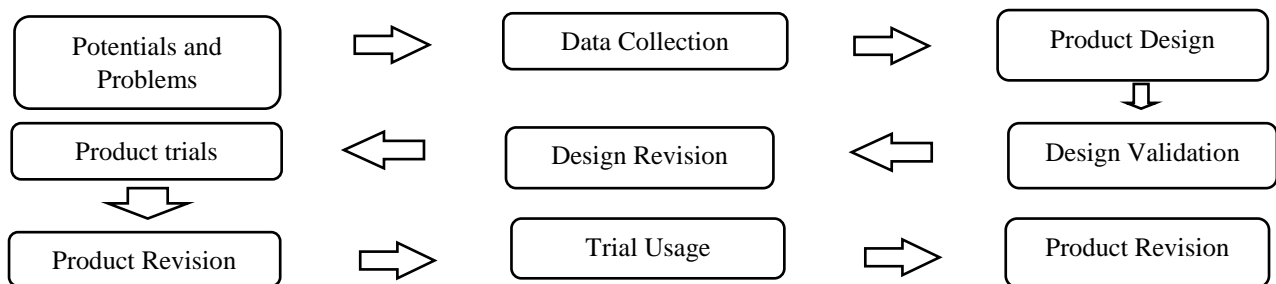 Potentials and
Problems
Data Collection
Product Design
Product trials
Design Revision
Design Validation
Product Revision
Trial Usage
Product Revision